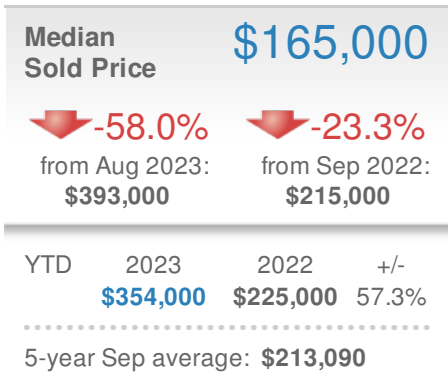 Median
Sold Price
$165,000
-58.0% -23.3%
from Aug 2023: from Sep 2022:
$393,000 $215,000
YTD 2023 2022 +/-
$354,000 $225,000 57.3%
5-year Sep average: $213,090